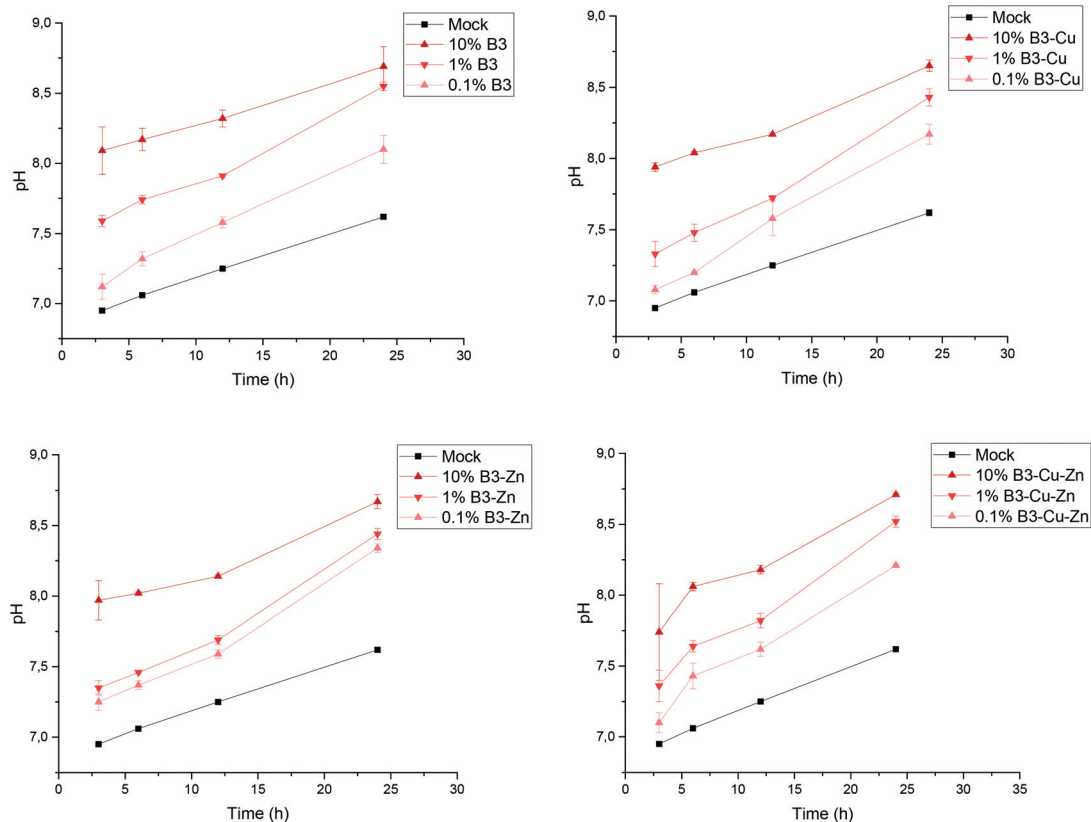 9,0
8,5
8,0
7,5
7,0
pH
0
5
10
15
20
25
30
Time (h)
Mock
10% B3
1% B3
0.1% B3
9,0
8,5
8,0
7,5
7,0
pH
0
5
10
15
20
25
30
Time (h)
Mock
10% B3-Cu
1% B3-Cu
0.1% B3-Cu
9,0
8,5
8,0
7,5
7,0
pH
0
5
10
15
20
25
30
Time (h)
Mock
10% B3-Zn
1% B3-Zn
0.1% B3-Zn
9,0
8,5
8,0
7,5
7,0
pH
0
5
10
15
20
25
30
35
Time (h)
Mock
10% B3-Cu-Zn
1% B3-Cu-Zn
0.1% B3-Cu-Zn